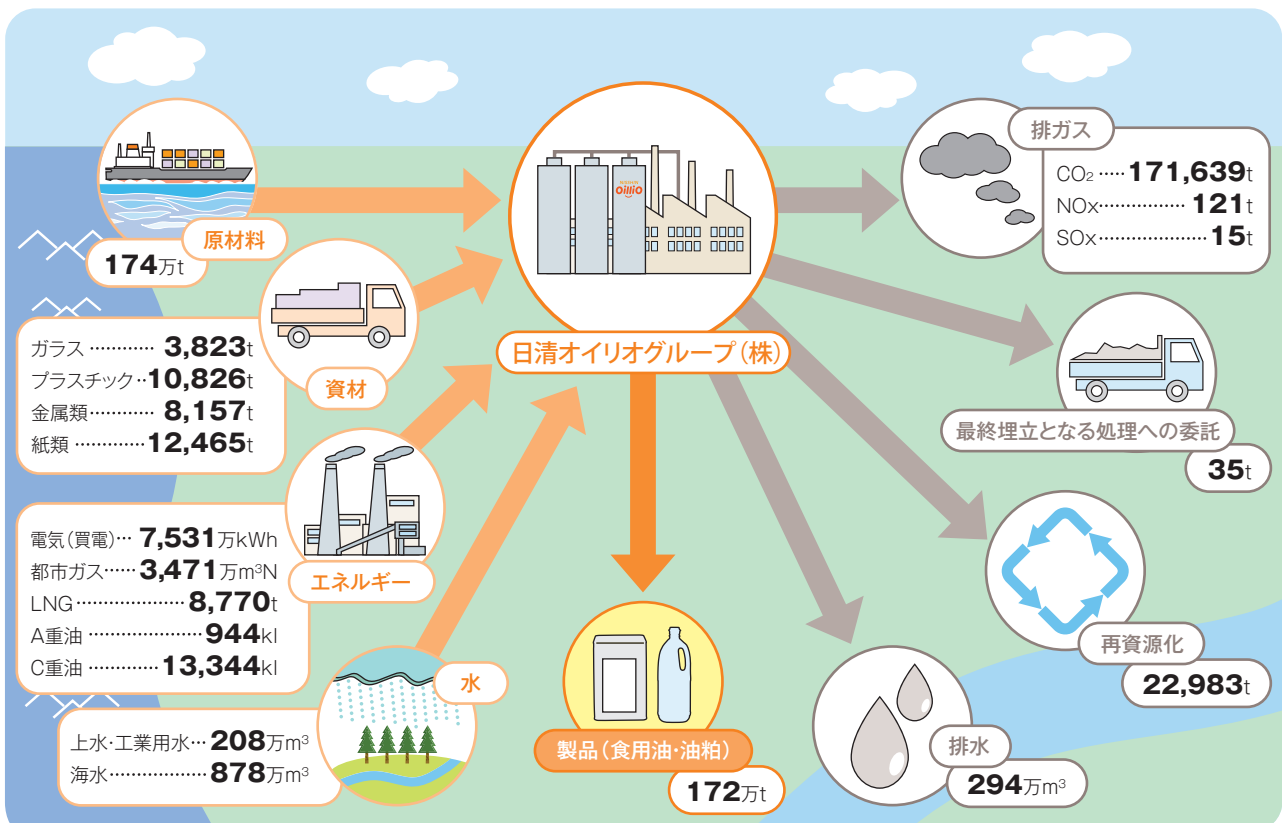 原材料
174万t
資材
ガラス………… 3,823t
プラスチック‥10,826t
金属類………… 8,157t
紙類 …………12,465t
エネルギー
電気(買電)… 7,531万kWh
都市ガス……3,471万m³N
LNG………………8,770t
A重油 ………………944kl
C重油 …………13,344kl
水
上水・工業用水… 208万m³
海水………………878万m³
Oillio
日清オイリオグループ(株)
製品(食用油・油粕)
172万t
排ガス
CO₂ ……171,639t
NOx……………121t
SOx………………15t
最終埋立となる処理への委託
35t
再資源化
22,983t
排水
294万m³